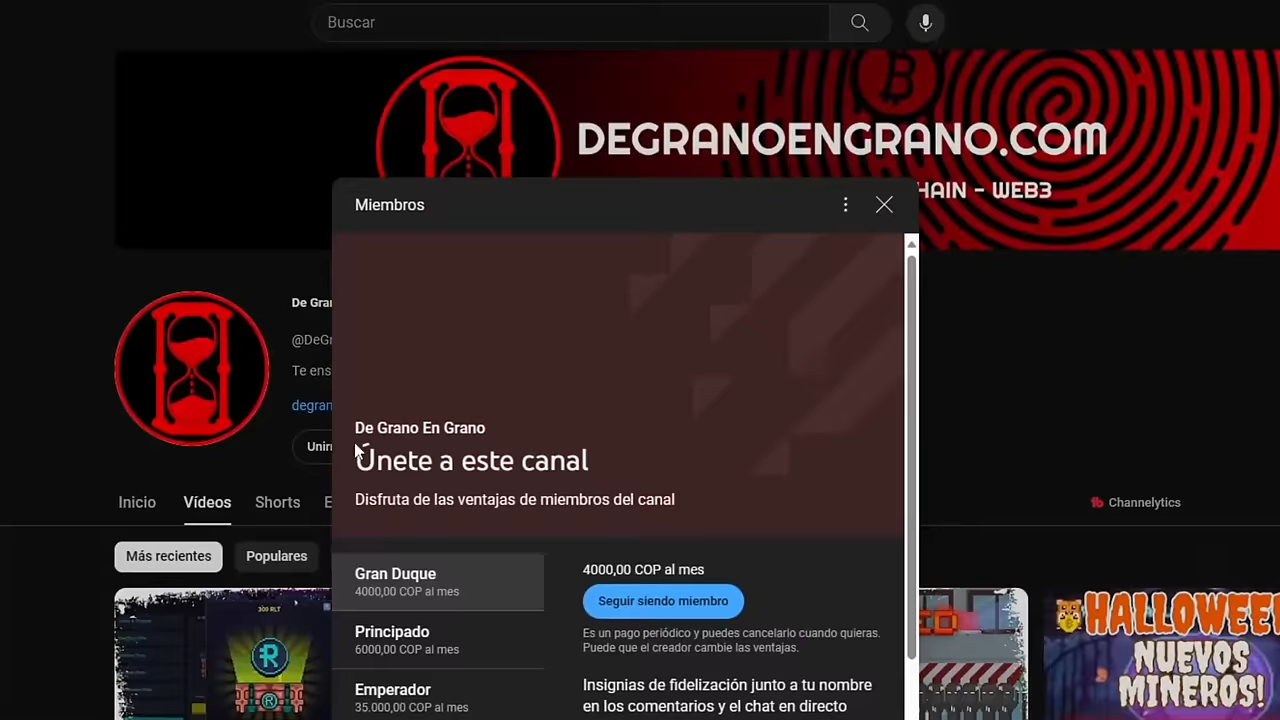 Buscar
DEGRANOENGRANO.COM
HAIN - WEB3
Miembros
De Gra
@DeG
Te ens
degran
Unir
De Grano En Grano
Únete a este canal
Disfruta de las ventajas de miembros del canal
Inicio
Vídeos
Shorts
E
Channelytics
Más recientes
Populares
Gran Duque
4000,00 COP al mes
Principado
6000,00 COP al mes
Emperador
35.000,00 COP al mes
4000,00 COP al mes
Seguir siendo miembro
Es un pago periódico y puedes cancelarlo cuando quieras.
Puede que el creador cambie las ventajas.
Insignias de fidelización junto a tu nombre
en los comentarios y el chat en directo
300 RLT
HALLOWEE
NUEVOS
MINEROS!